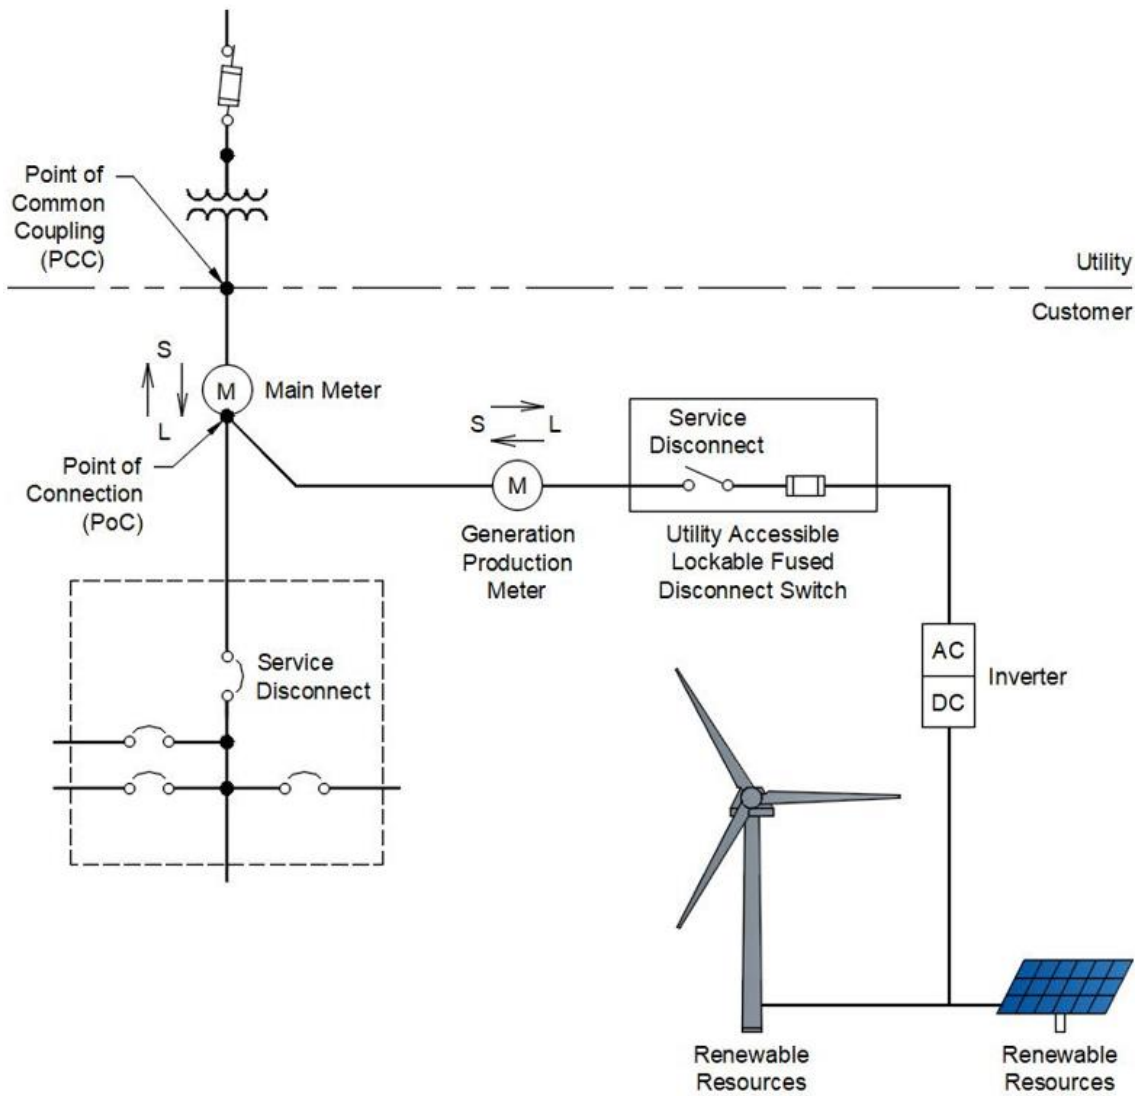 Point of
Common
Coupling
(PCC)
Utility
Customer
S
L
M
Main Meter
Point of
Connection
(PoC)
S
L
M
Generation
Production
Meter
Service
Disconnect
Utility Accessible
Lockable Fused
Disconnect Switch
Service
Disconnect
AC
DC
Inverter
Renewable
Resources
Renewable
Resources